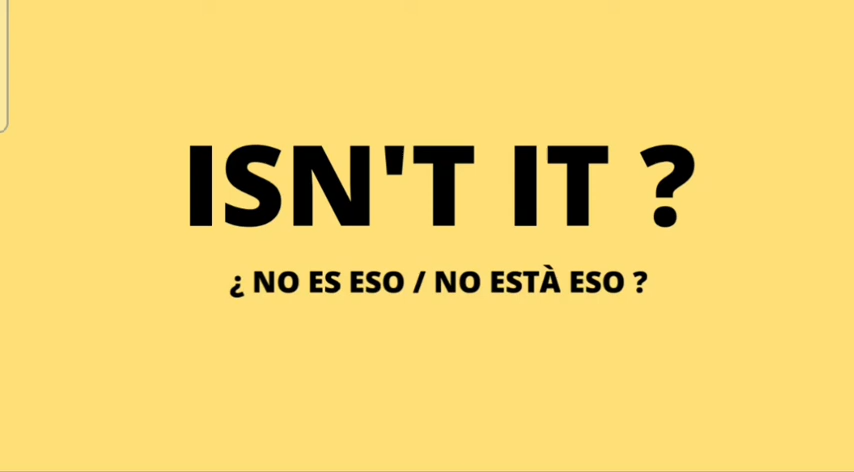 ISN'T IT ?
¿ NO ES ESO / NO ESTÀ ESO ?